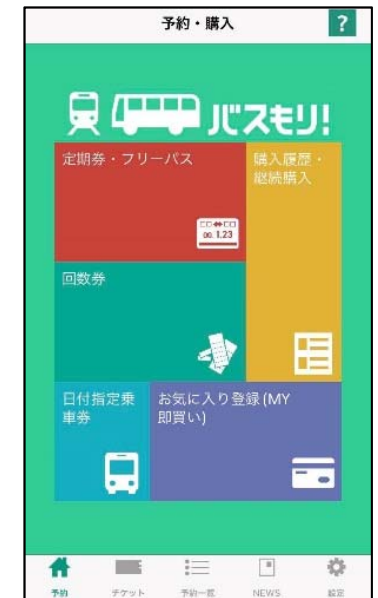 予約・購入
?
バスもり!
定期券・フリーパス
購入履歴・
継続購入
00. 1.23
回数券
日付指定乗
車券
お気に入り登録(MY
即買い)
予約
チケット
予約一覧
NEWS
設定